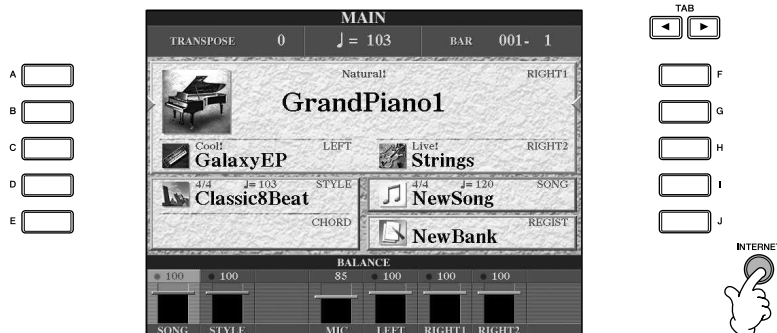 MAIN
TAB
TRANSPOSE 0 ♩= 103 BAR 001- 1
A
Natural! RIGHT1
F
GrandPiano1
B
G
Cool! LEFT Live! RIGHT2
C
GalaxyEP Strings
H
4/4 ♩= 103 STYLE 4/4 ♩= 120 SONG
D
Classic8Beat NewSong
I
CHORD REGIST
E
NewBank
J
INTERNET
BALANCE
100 100 85 100 100 100
SONG STYLE MIC LEFT RIGHT1 RIGHT2